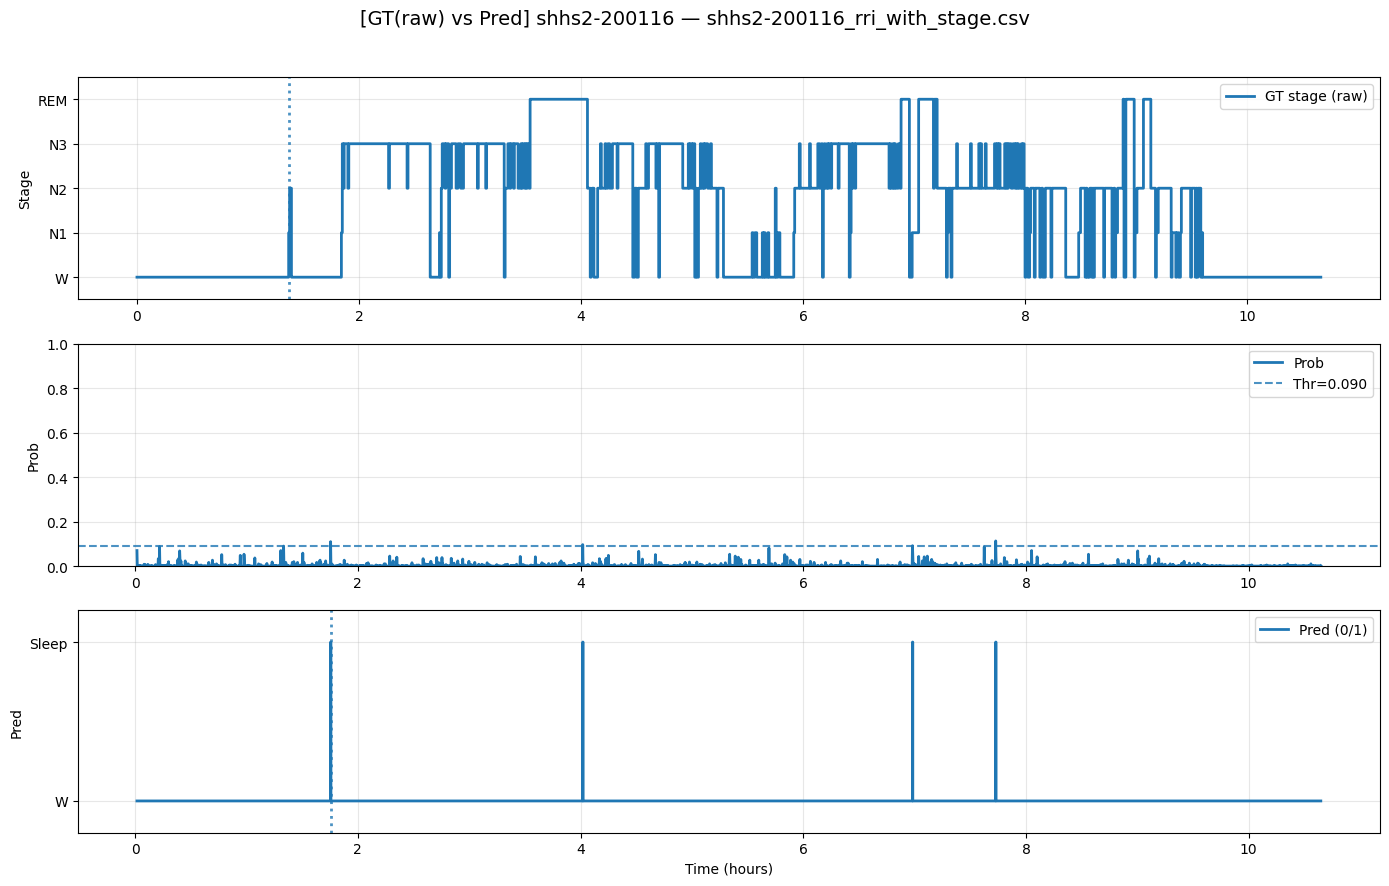 [GT(raw) vs Pred] shhs2-200116 — shhs2-200116_rri_with_stage.csv
REM
N3
N2
N1
W
Stage
GT stage (raw)
0 2 4 6 8 10
1.0
0.8
0.6
0.4
0.2
0.0
Prob
Prob
Thr=0.090
0 2 4 6 8 10
Sleep
W
Pred
Pred (0/1)
0 2 4 6 8 10
Time (hours)